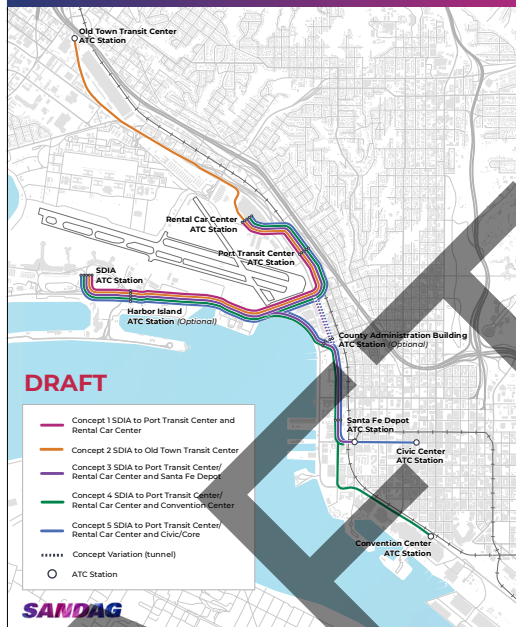 Old Town Transit Center
ATC Station
Rental Car Center
ATC Station
Port Transit Center
ATC Station
SDIA
ATC Station
Harbor Island
ATC Station (Optional)
County Administration Building
ATC Station (Optional)
DRAFT
Santa Fe Depot
ATC Station
Civic Center
ATC Station
Convention Center
ATC Station
Concept 1 SDIA to Port Transit Center and
Rental Car Center
Concept 2 SDIA to Old Town Transit Center
Concept 3 SDIA to Port Transit Center/
Rental Car Center and Santa Fe Depot
Concept 4 SDIA to Port Transit Center/
Rental Car Center and Convention Center
Concept 5 SDIA to Port Transit Center/
Rental Car Center and Civic/Core
Concept Variation (tunnel)
ATC Station
SANDAG